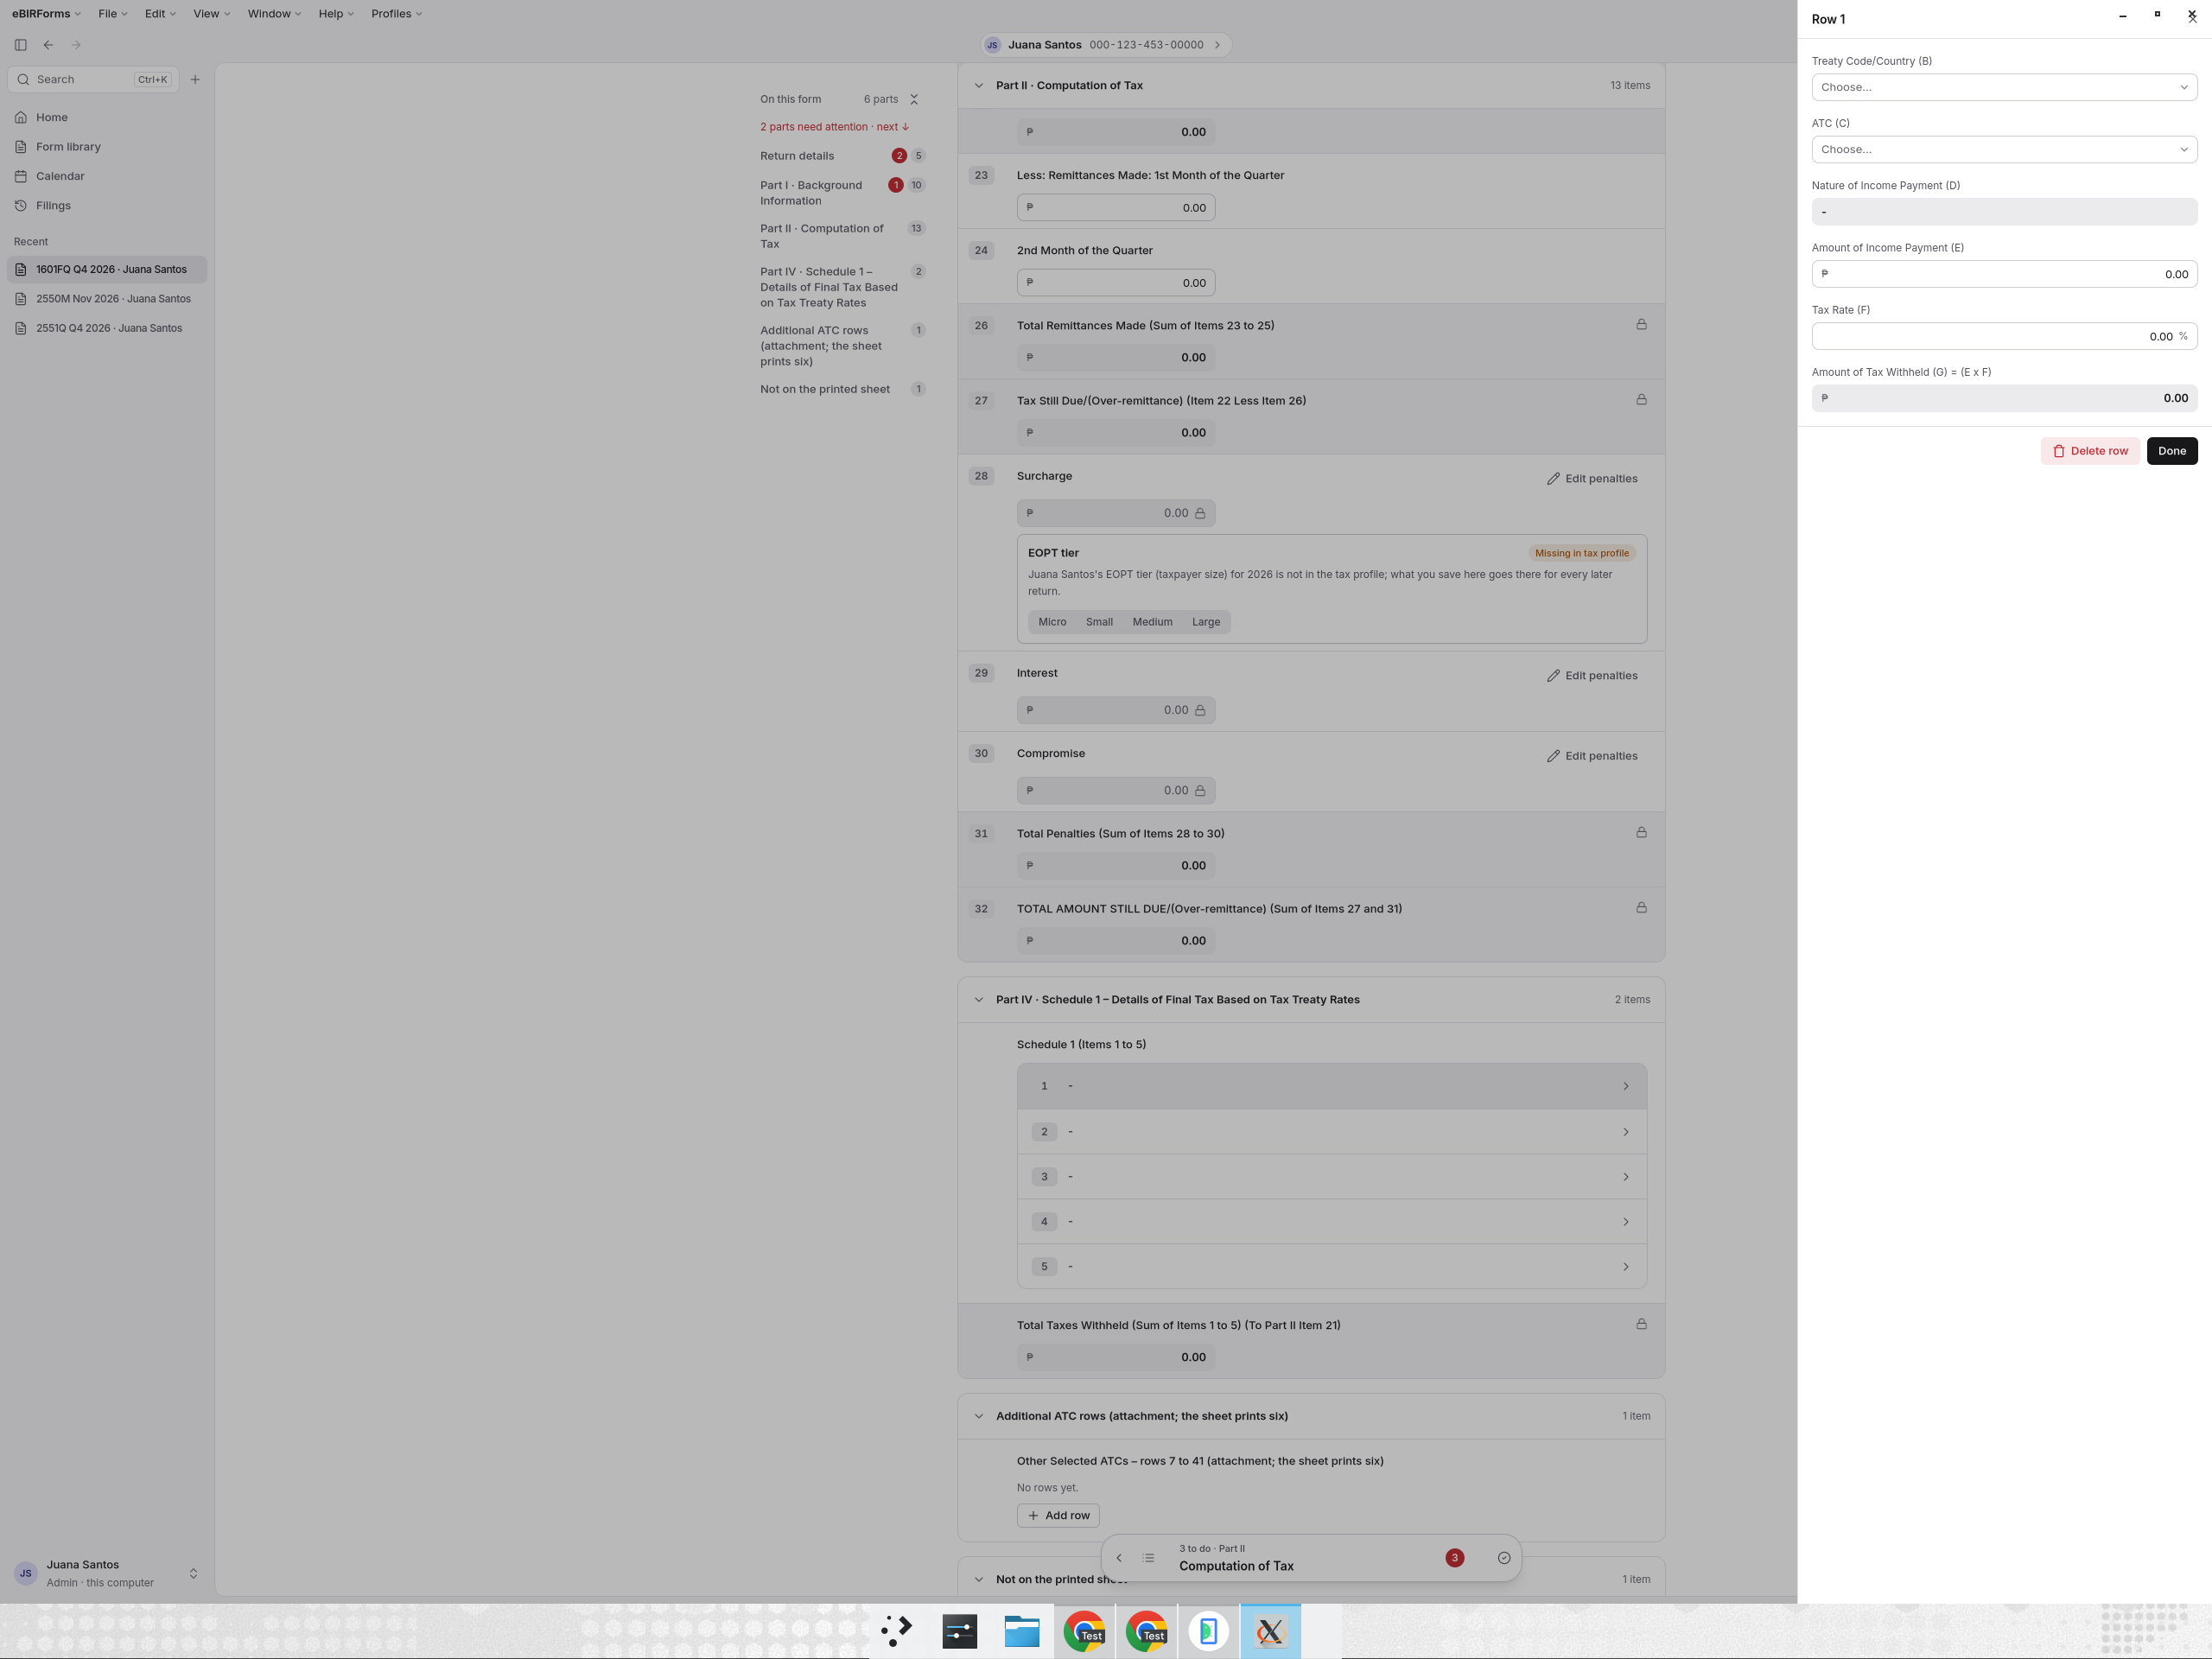 eBIRForms File Edit View Window Help Profiles
JS Juana Santos 000-123-453-00000
Search Ctrl+K
Home
Form library
Calendar
Filings
Recent
1601FQ Q4 2026 · Juana Santos
2550M Nov 2026 · Juana Santos
2551Q Q4 2026 · Juana Santos
JS Juana Santos
Admin · this computer
On this form 6 parts
2 parts need attention · next ↓
Return details 2 5
Part I · Background 1 10
Information
Part II · Computation of 13
Tax
Part IV · Schedule 1 – 2
Details of Final Tax Based
on Tax Treaty Rates
Additional ATC rows 1
(attachment; the sheet
prints six)
Not on the printed sheet 1
Part II · Computation of Tax 13 items
₱ 0.00
23 Less: Remittances Made: 1st Month of the Quarter
₱ 0.00
24 2nd Month of the Quarter
₱ 0.00
26 Total Remittances Made (Sum of Items 23 to 25)
₱ 0.00
27 Tax Still Due/(Over-remittance) (Item 22 Less Item 26)
₱ 0.00
28 Surcharge Edit penalties
₱ 0.00
EOPT tier Missing in tax profile
Juana Santos's EOPT tier (taxpayer size) for 2026 is not in the tax profile; what you save here goes there for every later
return.
Micro Small Medium Large
29 Interest Edit penalties
₱ 0.00
30 Compromise Edit penalties
₱ 0.00
31 Total Penalties (Sum of Items 28 to 30)
₱ 0.00
32 TOTAL AMOUNT STILL DUE/(Over-remittance) (Sum of Items 27 and 31)
₱ 0.00
Part IV · Schedule 1 – Details of Final Tax Based on Tax Treaty Rates 2 items
Schedule 1 (Items 1 to 5)
1 -
2 -
3 -
4 -
5 -
Total Taxes Withheld (Sum of Items 1 to 5) (To Part II Item 21)
₱ 0.00
Additional ATC rows (attachment; the sheet prints six) 1 item
Other Selected ATCs – rows 7 to 41 (attachment; the sheet prints six)
No rows yet.
Add row
3 to do · Part II
Computation of Tax 3
Not on the printed 1 item
Row 1
Treaty Code/Country (B)
Choose...
ATC (C)
Choose...
Nature of Income Payment (D)
-
Amount of Income Payment (E)
₱ 0.00
Tax Rate (F)
0.00 %
Amount of Tax Withheld (G) = (E x F)
₱ 0.00
Delete row Done
Test Test